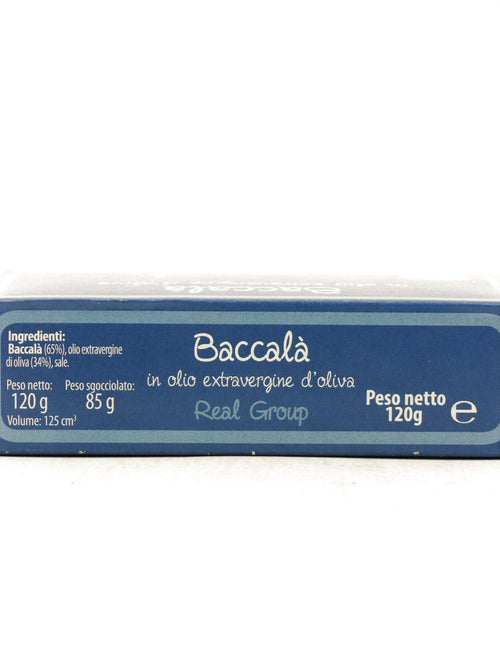 Ingredienti:
Baccalà (65%), olio extravergine
di oliva (34%), sale.
Peso netto: Peso sgocciolato:
120 g 85 g
Volume: 125 cm³
Baccalà
in olio extravergine d'oliva
Real Group
Peso netto
120g ℮